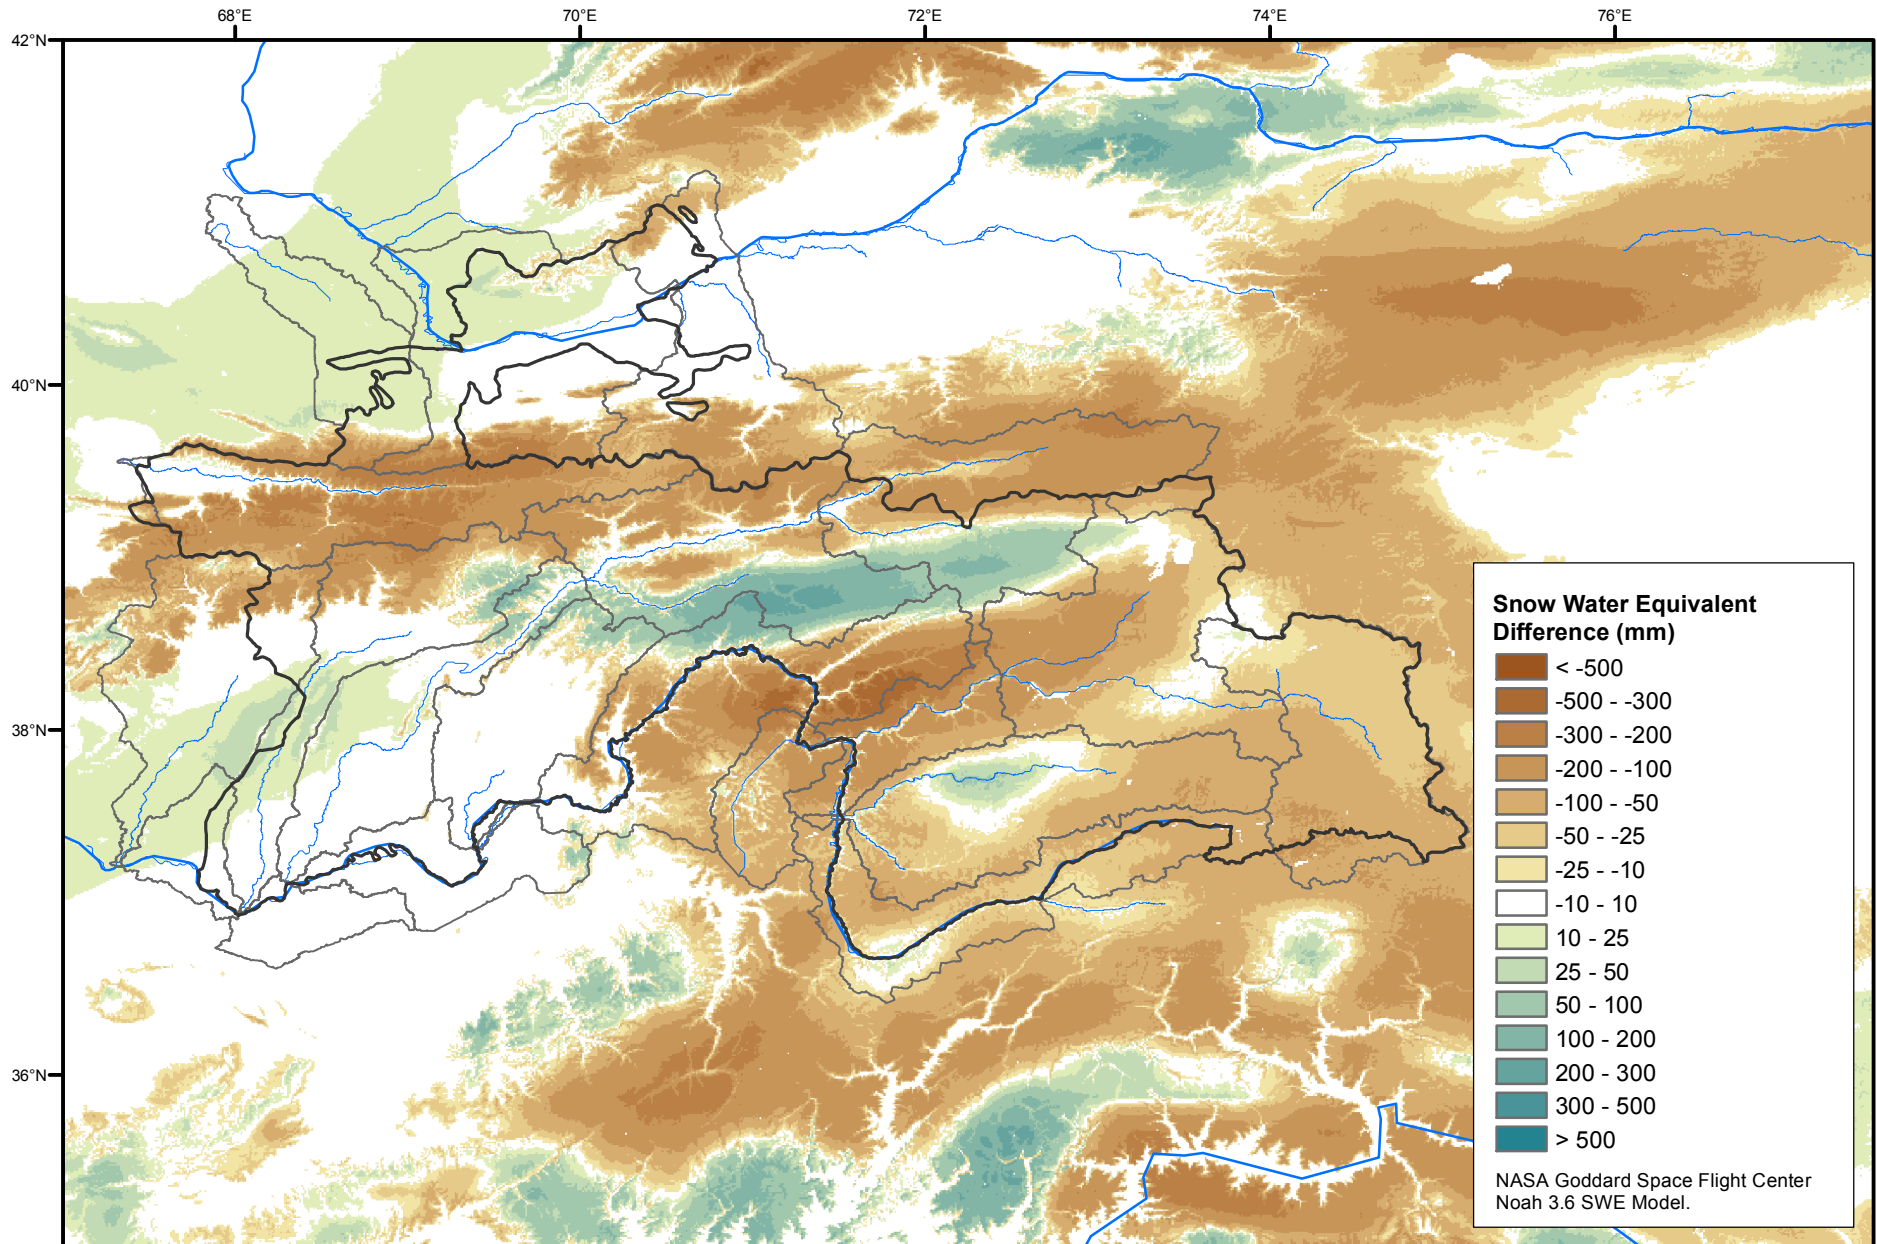 68°E 70°E 72°E 74°E 76°E
42°N
40°N
38°N
36°N
Snow Water Equivalent
Difference (mm)
< -500
-500 - -300
-300 - -200
-200 - -100
-100 - -50
-50 - -25
-25 - -10
-10 - 10
10 - 25
25 - 50
50 - 100
100 - 200
200 - 300
300 - 500
> 500
NASA Goddard Space Flight Center
Noah 3.6 SWE Model.